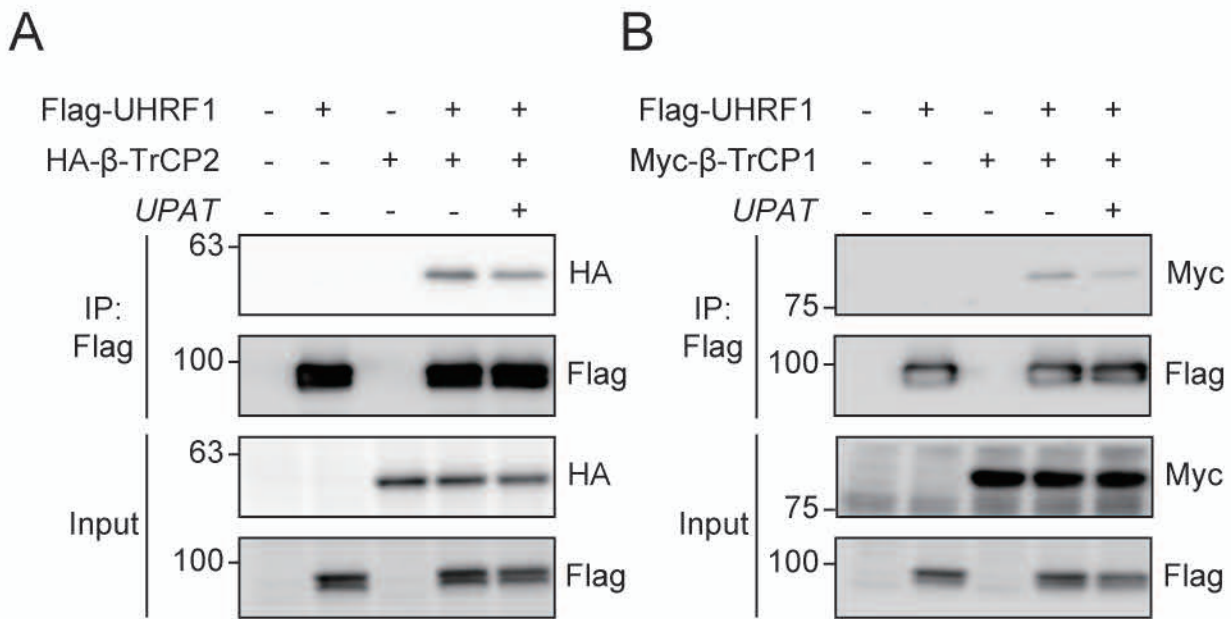 A
Flag-UHRF1 - + - + +
HA-β-TrCP2 - - + + +
UPAT - - - - +
IP: Flag
63
HA
100
Flag
Input
63
HA
100
Flag
B
Flag-UHRF1 - + - + +
Myc-β-TrCP1 - - + + +
UPAT - - - - +
IP: Flag
75
Myc
100
Flag
Input
75
Myc
100
Flag